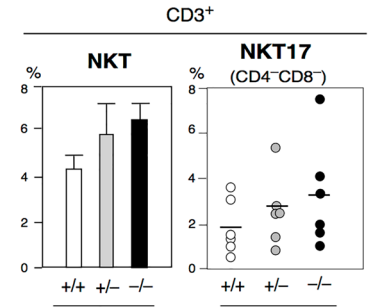 CD3⁺
NKT
NKT17
(CD4⁻CD8⁻)
%
8
6
4
2
0
+/+ +/− −/−
%
8
6
4
2
0
+/+ +/− −/−